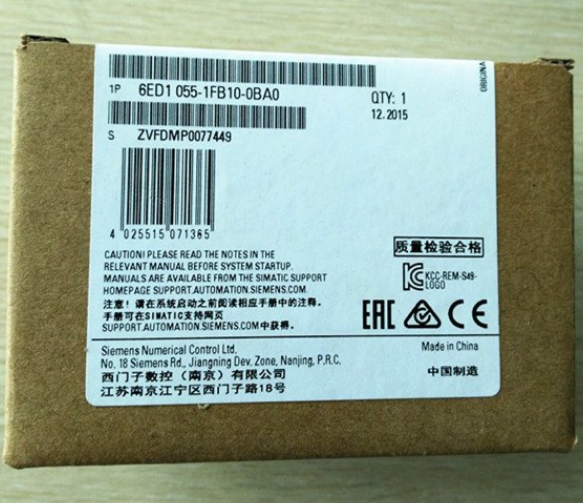 ORIGINA
1P 6ED1 055-1FB10-0BA0
QTY: 1
12.2015
S ZVFDMP0077449
4 025515 071365
CAUTION! PLEASE READ THE NOTES IN THE
RELEVANT MANUAL BEFORE SYSTEM STARTUP.
MANUALS ARE AVAILABLE FROM THE SIMATIC SUPPORT
HOMEPAGE SUPPORT.AUTOMATION.SIEMENS.COM.
注意！请在系统启动之前阅读相应手册中的注释。
手册可在SIMATIC支持网页
SUPPORT.AUTOMATION.SIEMENS.COM中获得。
质量检验合格
KCC-REM-S49-
LOGO
EAC CE
Siemens Numerical Control Ltd.
No. 18 Siemens Rd., Jiangning Dev. Zone, Nanjing, P.R.C.
西门子数控（南京）有限公司
江苏南京江宁区西门子路18号
Made in China
中国制造